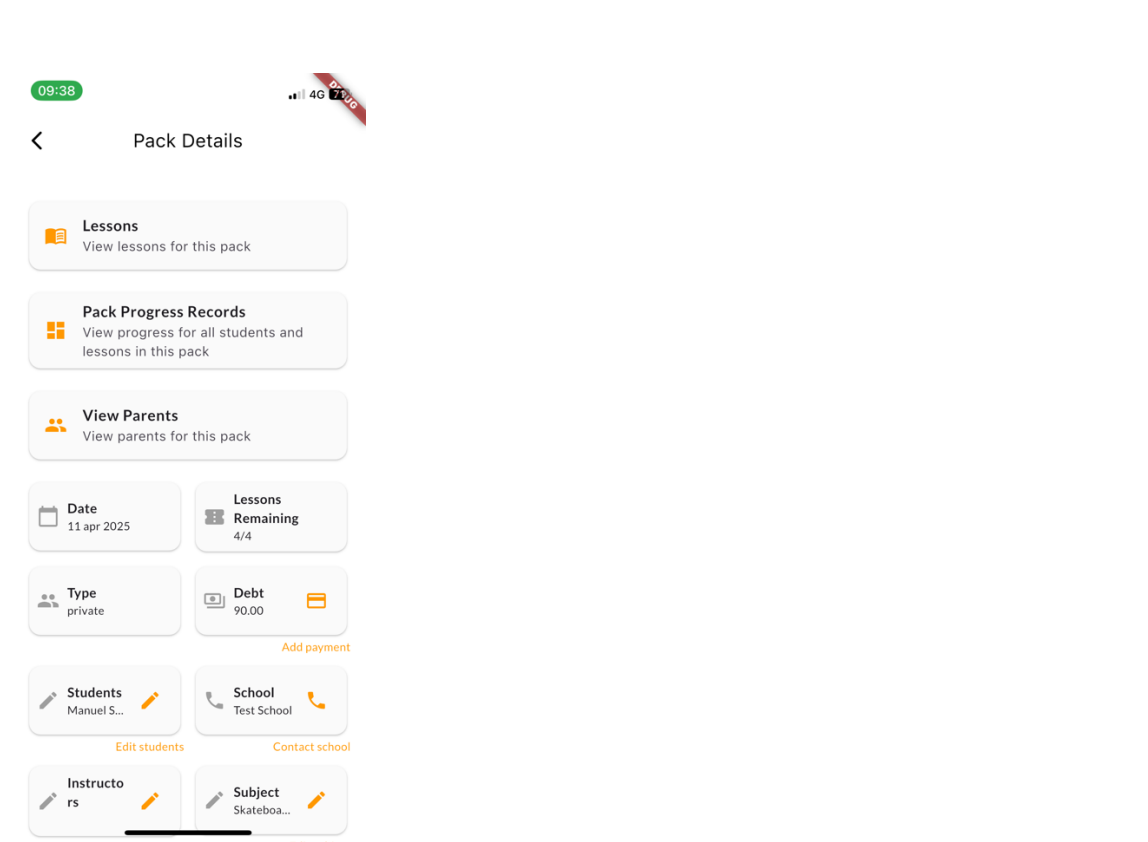 09:38
4G
DEBUG
Pack Details
Lessons
View lessons for this pack
Pack Progress Records
View progress for all students and
lessons in this pack
View Parents
View parents for this pack
Date
11 apr 2025
Lessons
Remaining
4/4
Type
private
Debt
90.00
Add payment
Students
Manuel S...
Edit students
School
Test School
Contact school
Instructo
rs
Subject
Skateboa...